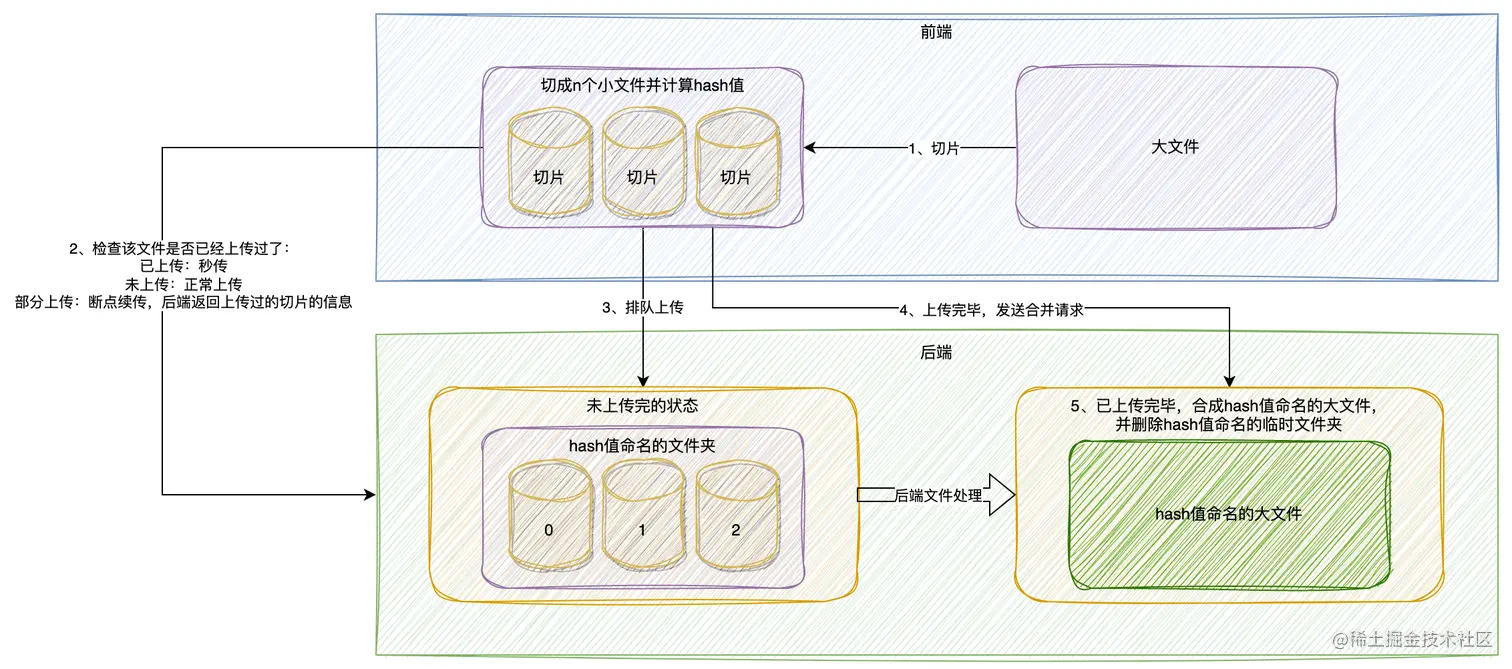 前端
切成n个小文件并计算hash值
切片
切片
切片
1、切片
大文件
2、检查该文件是否已经上传过了：
已上传：秒传
未上传：正常上传
部分上传：断点续传，后端返回上传过的切片的信息
3、排队上传
4、上传完毕，发送合并请求
后端
未上传完的状态
hash值命名的文件夹
0
1
2
后端文件处理
5、已上传完毕，合成hash值命名的大文件，
并删除hash值命名的临时文件夹
hash值命名的大文件
@稀土掘金技术社区